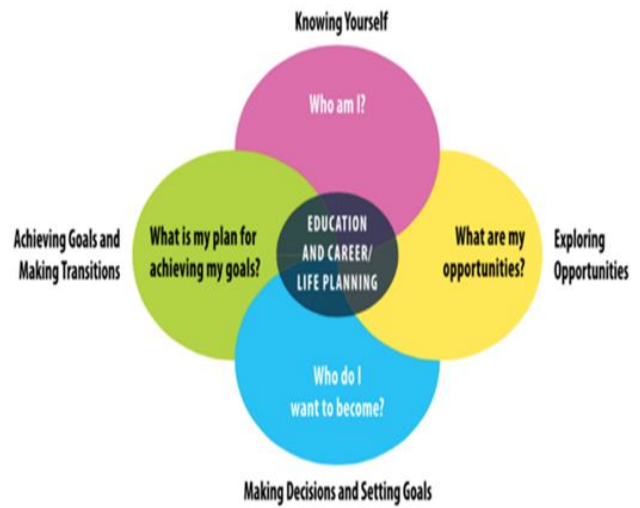 Knowing Yourself
Who am I?
Achieving Goals and
Making Transitions
What is my plan for
achieving my goals?
EDUCATION
AND CAREER/
LIFE PLANNING
What are my
opportunities?
Exploring
Opportunities
Who do I
want to become?
Making Decisions and Setting Goals